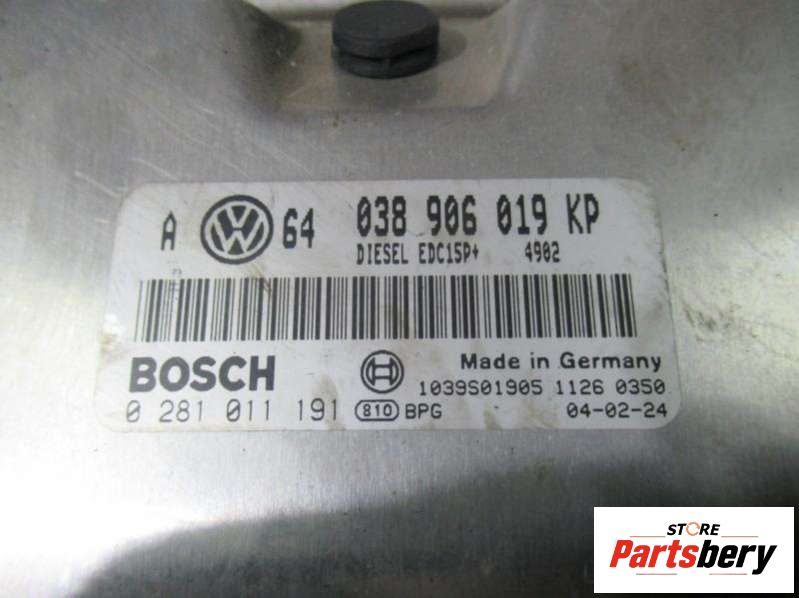 A VW 64 038 906 019 KP
DIESEL EDC15P+ 4902
BOSCH
Made in Germany
1039S01905 1126 0350
0 281 011 191 810 BPG 04-02-24
STORE
Partsbery